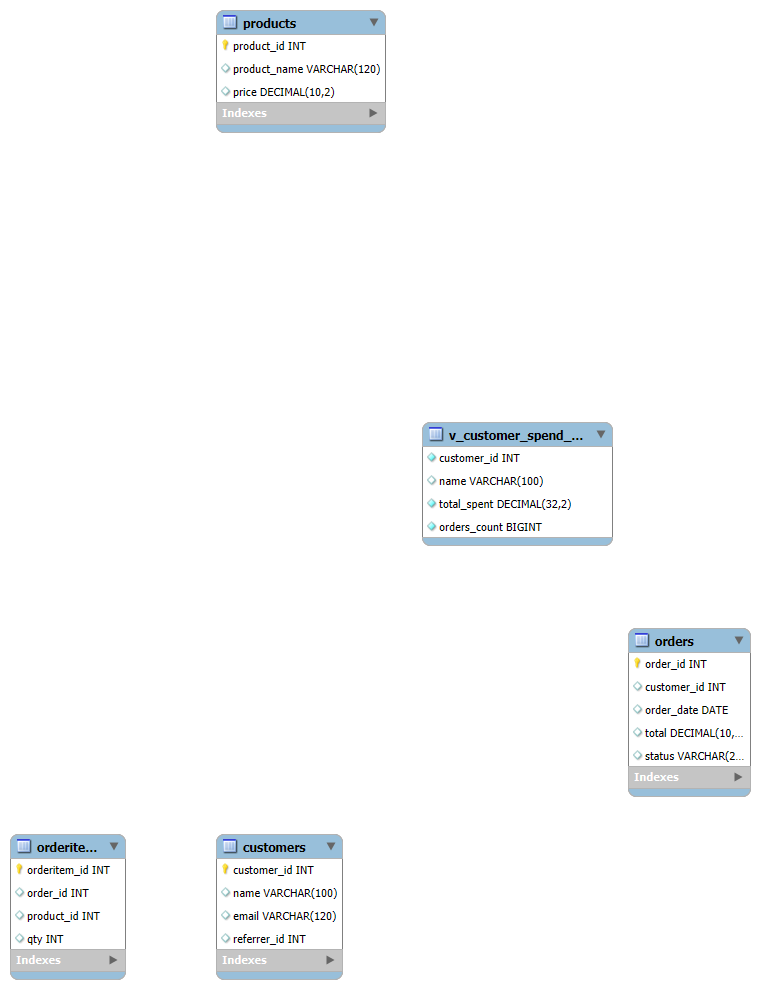 products
product_id INT
product_name VARCHAR(120)
price DECIMAL(10,2)
Indexes
v_customer_spend_...
customer_id INT
name VARCHAR(100)
total_spent DECIMAL(32,2)
orders_count BIGINT
orders
order_id INT
customer_id INT
order_date DATE
total DECIMAL(10,...
status VARCHAR(2...
Indexes
orderite...
orderitem_id INT
order_id INT
product_id INT
qty INT
Indexes
customers
customer_id INT
name VARCHAR(100)
email VARCHAR(120)
referrer_id INT
Indexes